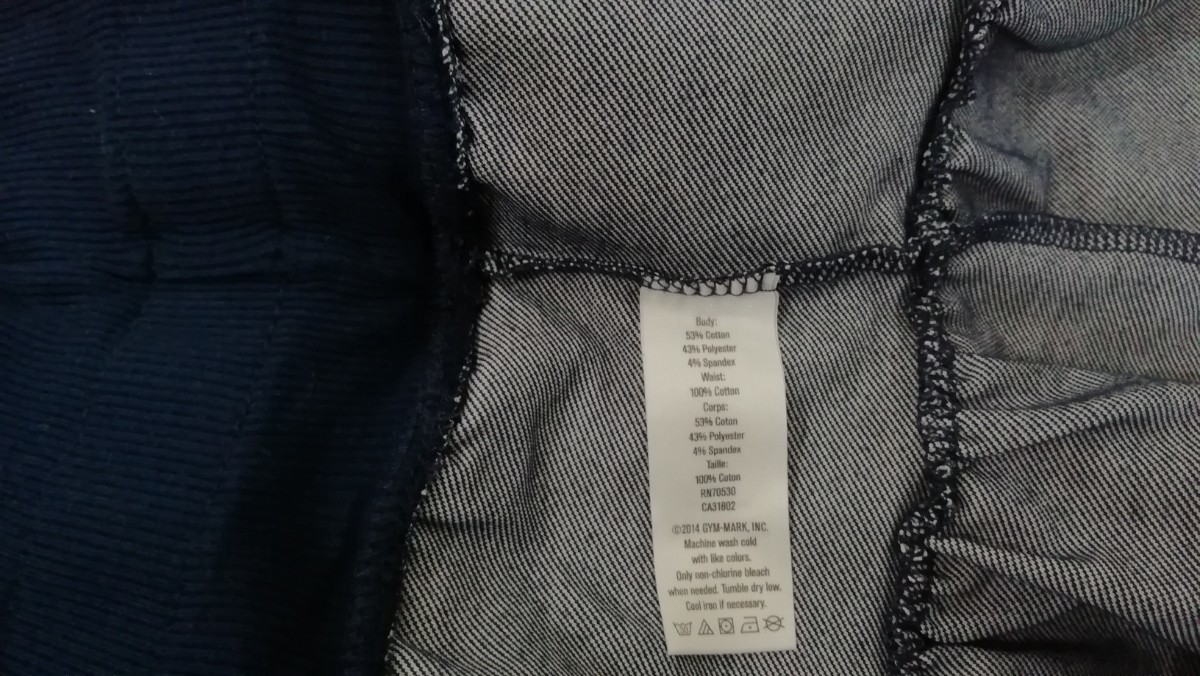 Body:
53% Cotton
43% Polyester
4% Spandex
Waist:
100% Cotton
Corps:
53% Coton
43% Polyester
4% Spandex
Taille:
100% Coton
RN70530
CA31802
©2014 GYM-MARK, INC.
Machine wash cold
with like colors.
Only non-chlorine bleach
when needed. Tumble dry low.
Cool iron if necessary.